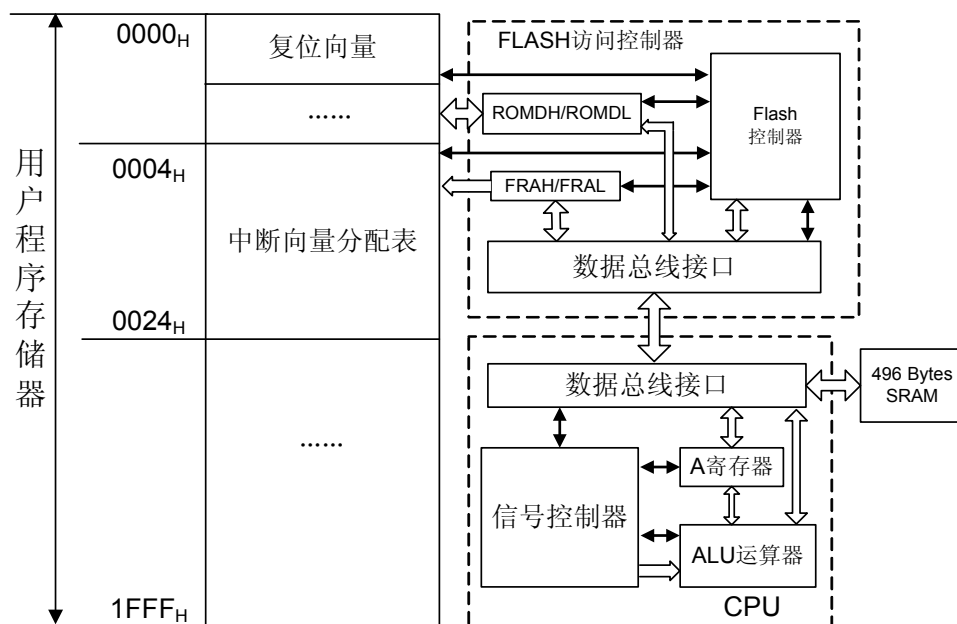 用户程序存储器
0000H
复位向量
……
0004H
中断向量分配表
0024H
……
1FFFH
FLASH访问控制器
ROMDH/ROMDL
Flash
控制器
FRAH/FRAL
数据总线接口
数据总线接口
496 Bytes
SRAM
A寄存器
信号控制器
ALU运算器
CPU